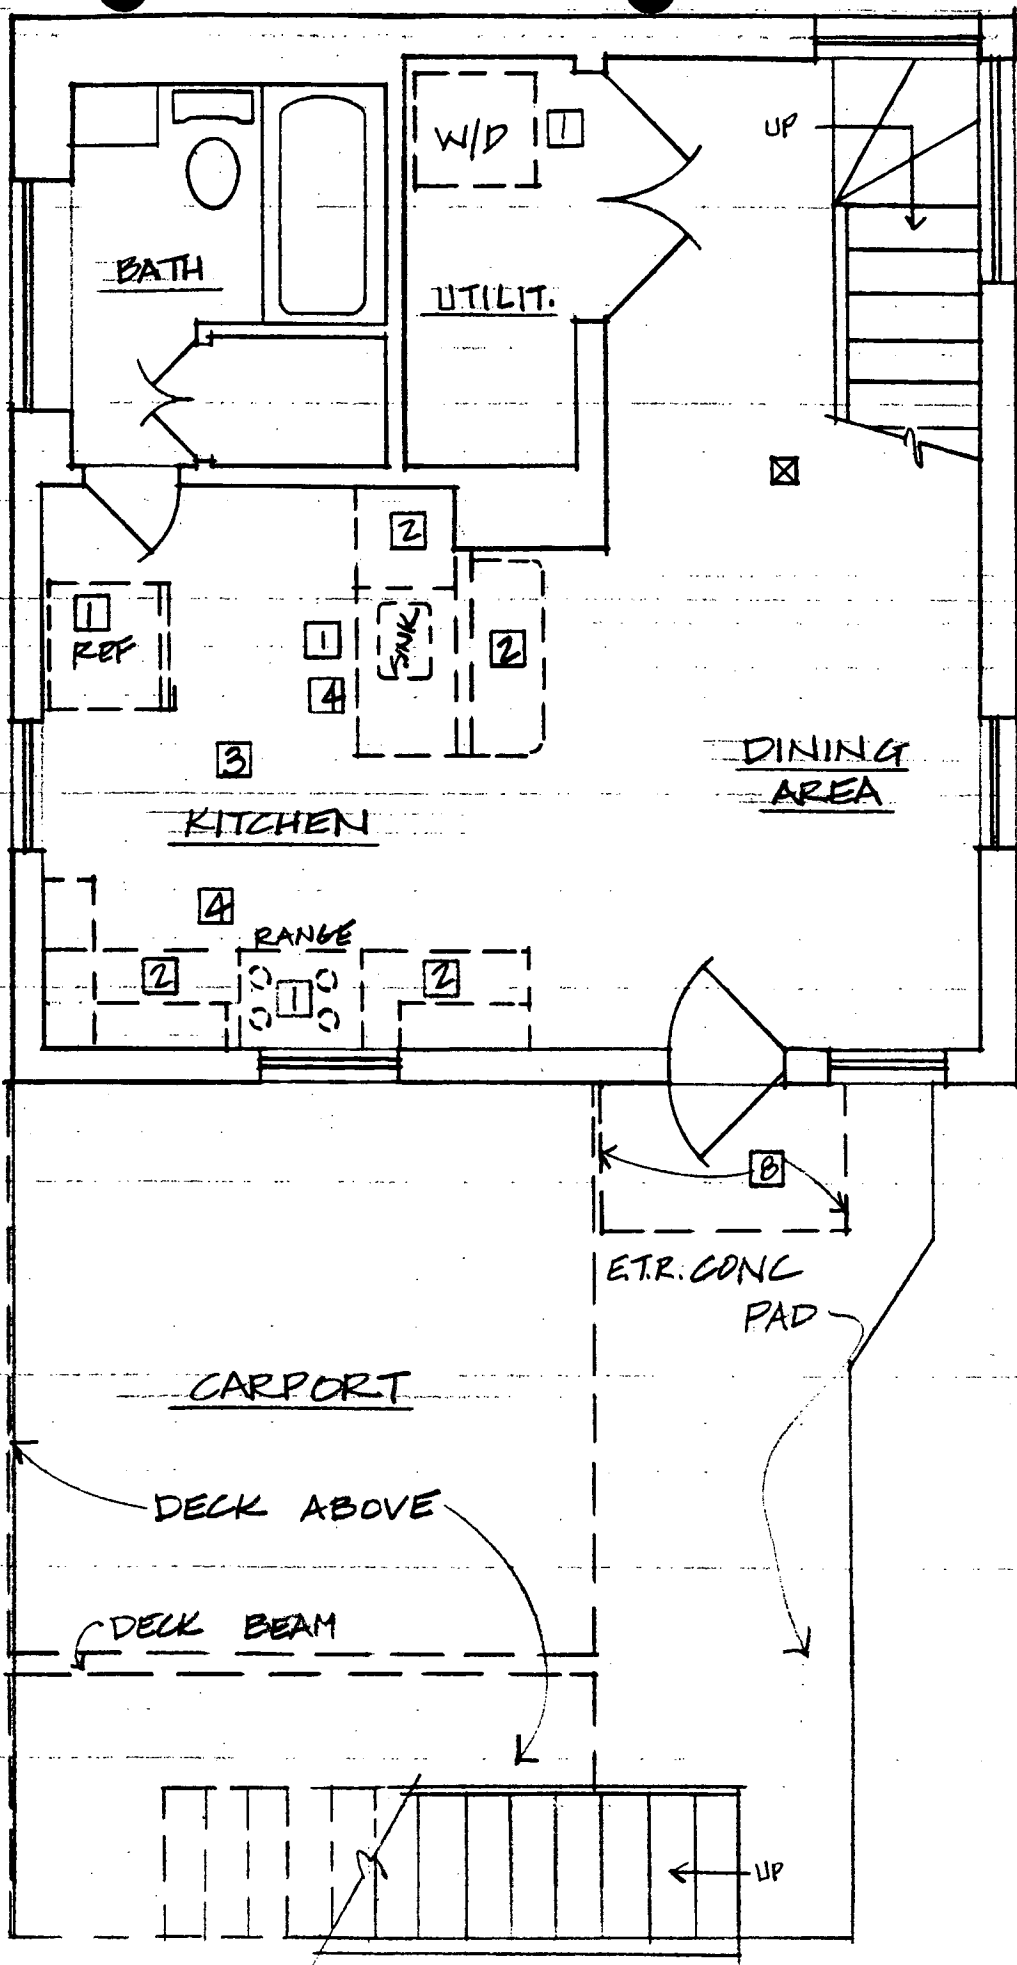 W/D
1
UP
BATH
UTILIT.
2
1
REF
1
SNK
2
4
3
DINING
AREA
KITCHEN
4
RANGE
2
1
2
8
E.T.R. CONC
PAD
CARPORT
DECK ABOVE
DECK BEAM
UP